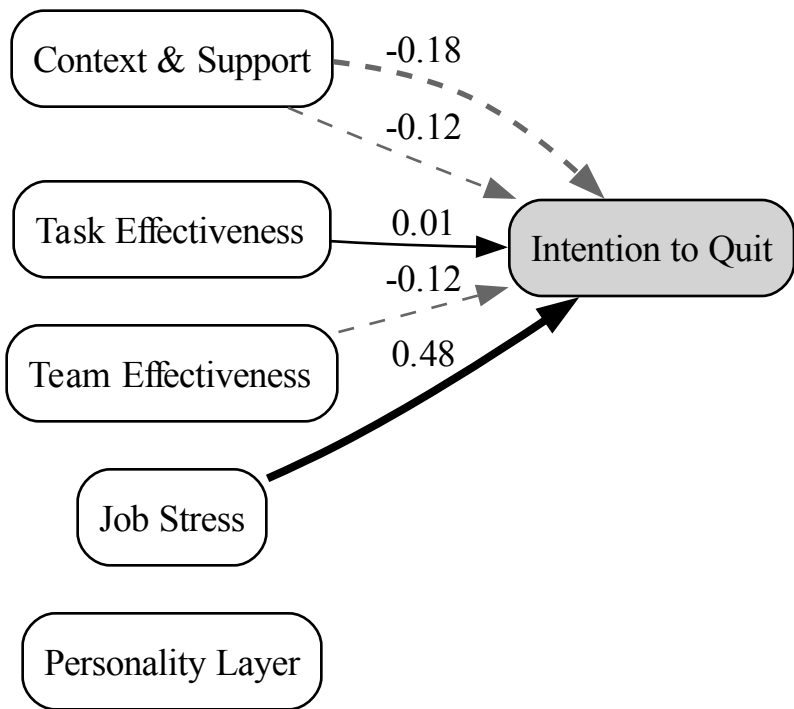 Context & Support
-0.18
-0.12
Task Effectiveness
0.01
Intention to Quit
-0.12
Team Effectiveness
0.48
Job Stress
Personality Layer